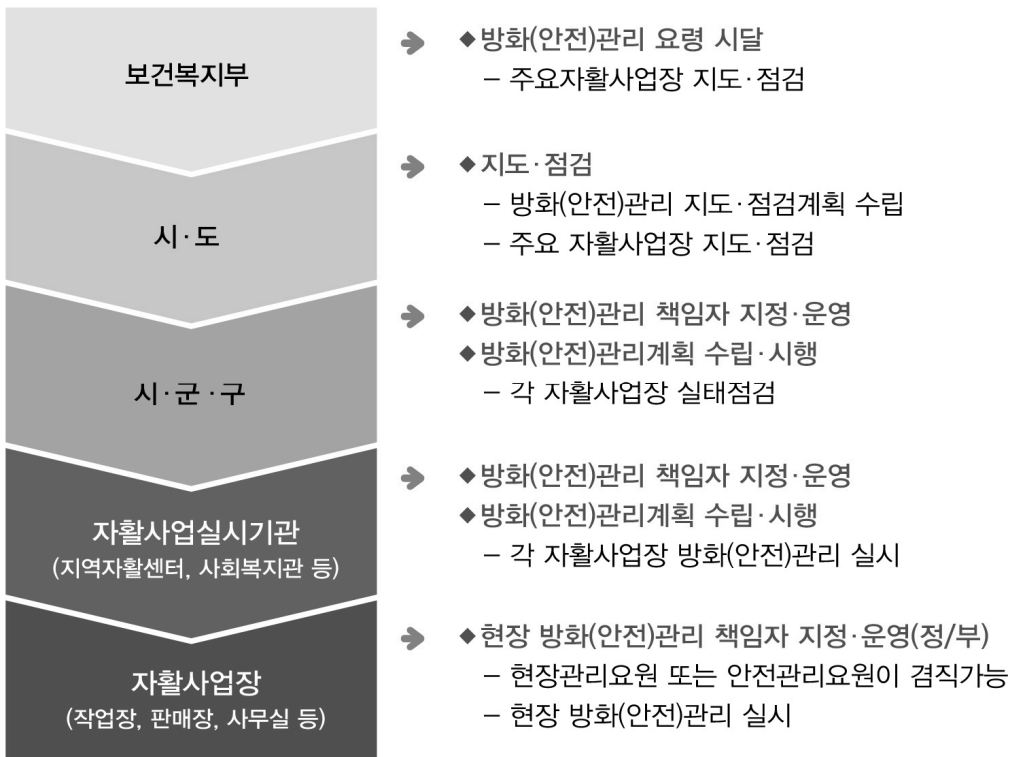 보건복지부
◆방화(안전)관리 요령 시달
– 주요자활사업장 지도·점검
시·도
◆지도·점검
– 방화(안전)관리 지도·점검계획 수립
– 주요 자활사업장 지도·점검
시·군·구
◆방화(안전)관리 책임자 지정·운영
◆방화(안전)관리계획 수립·시행
– 각 자활사업장 실태점검
자활사업실시기관
(지역자활센터, 사회복지관 등)
◆방화(안전)관리 책임자 지정·운영
◆방화(안전)관리계획 수립·시행
– 각 자활사업장 방화(안전)관리 실시
자활사업장
(작업장, 판매장, 사무실 등)
◆현장 방화(안전)관리 책임자 지정·운영(정/부)
– 현장관리요원 또는 안전관리요원이 겸직가능
– 현장 방화(안전)관리 실시